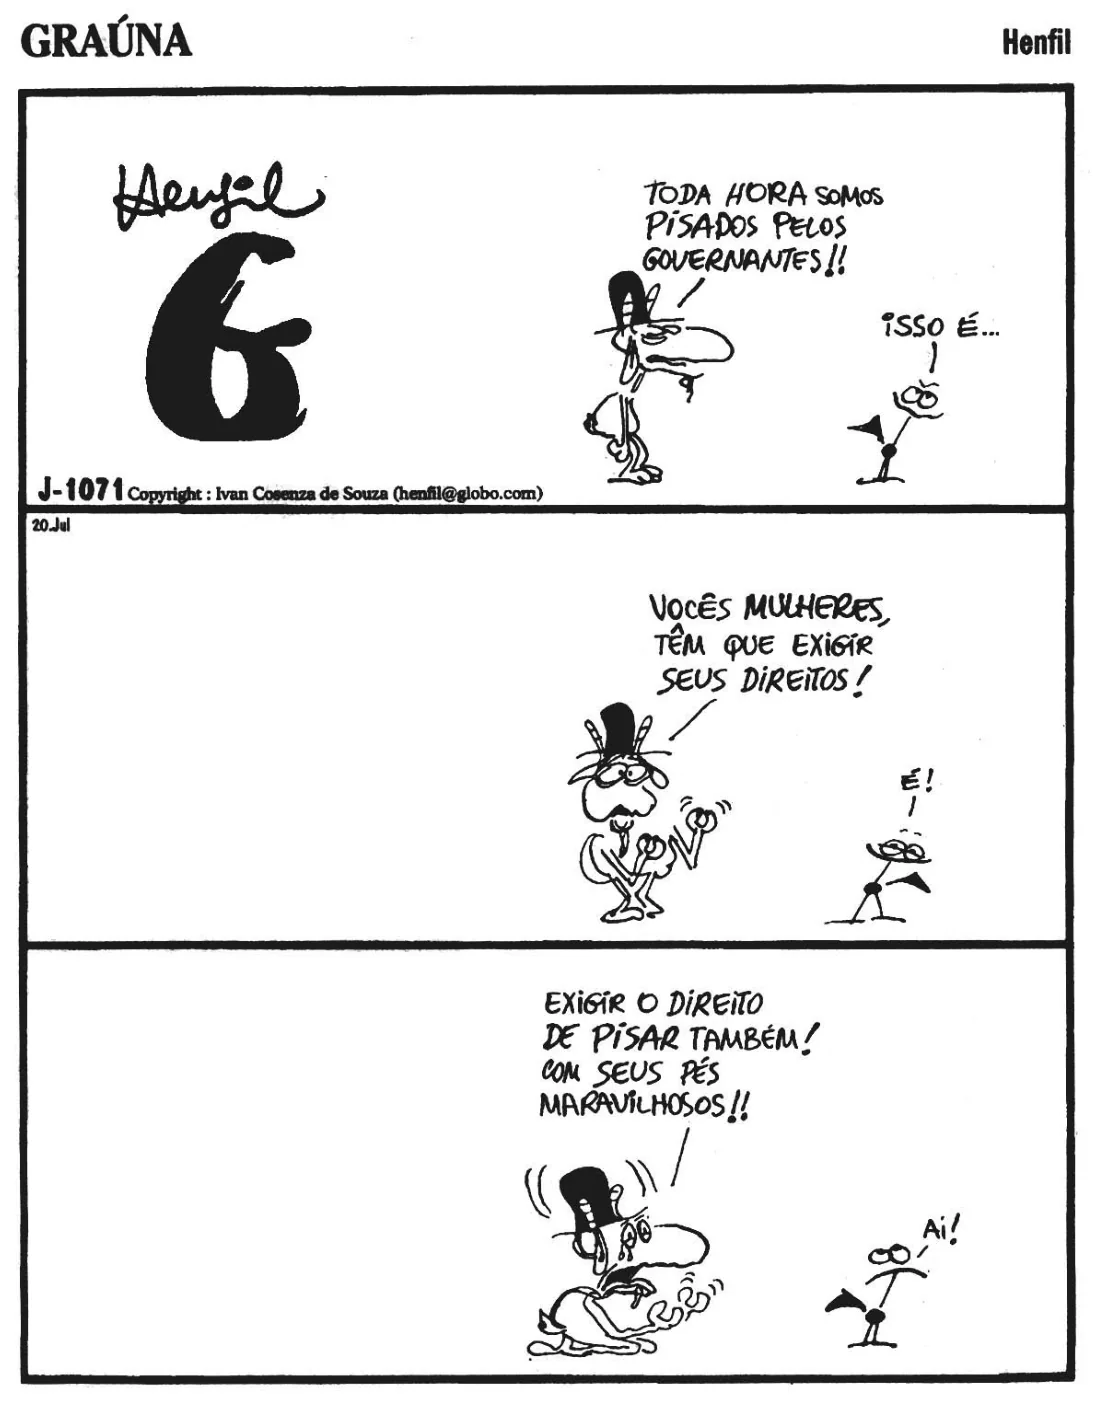 GRAÚNA
Henfil
Henfil
6
TODA HORA SOMOS
PISADOS PELOS
GOVERNANTES!!
ISSO É...
J-1071 Copyright : Ivan Cosenza de Souza (henfil@globo.com)
20.Jul
VOCÊS MULHERES,
TÊM QUE EXIGIR
SEUS DIREITOS!
É!
EXIGIR O DIREITO
DE PISAR TAMBÉM!
COM SEUS PÉS
MARAVILHOSOS!!
AI!